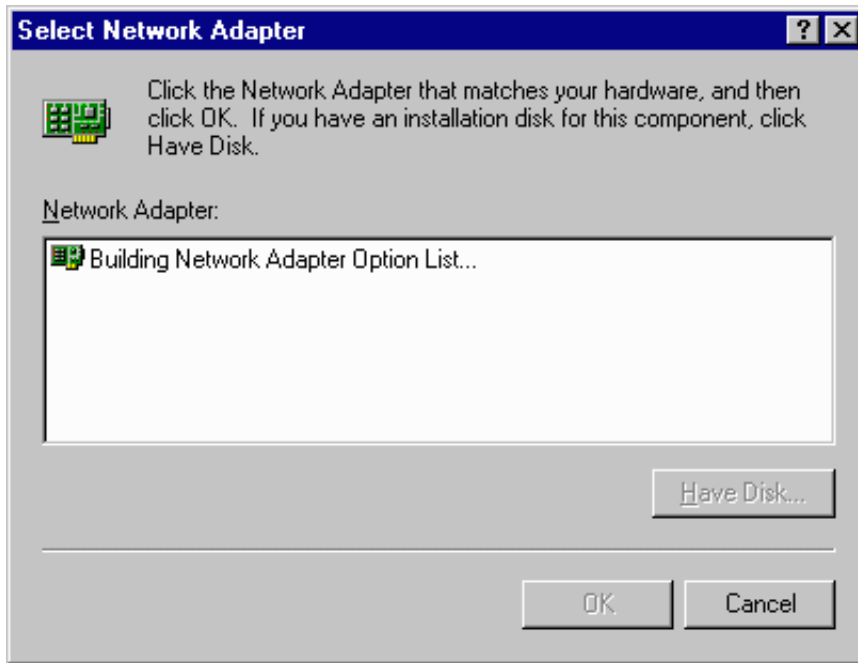 Select Network Adapter
Click the Network Adapter that matches your hardware, and then
click OK. If you have an installation disk for this component, click
Have Disk.
Network Adapter:
Building Network Adapter Option List...
Have Disk...
OK Cancel